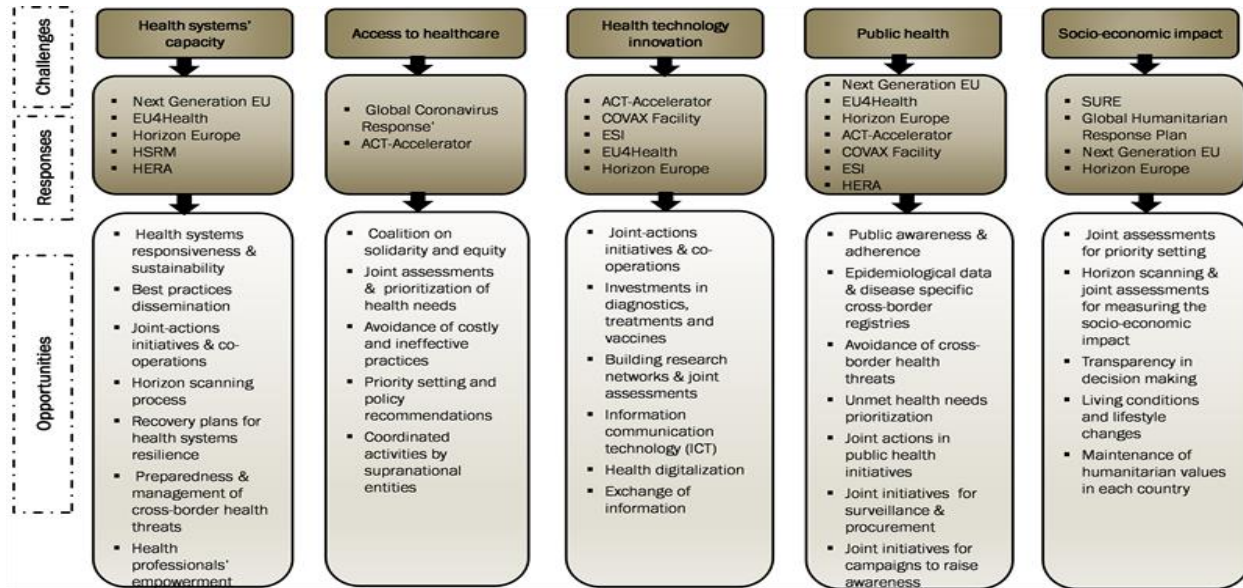 Challenges
Health systems'
capacity
Access to healthcare
Health technology
innovation
Public health
Socio-economic impact
Responses
▪ Next Generation EU
▪ EU4Health
▪ Horizon Europe
▪ HSRM
▪ HERA
▪ Global Coronavirus
Response'
▪ ACT-Accelerator
▪ ACT-Accelerator
▪ COVAX Facility
▪ ESI
▪ EU4Health
▪ Horizon Europe
▪ Next Generation EU
▪ EU4Health
▪ Horizon Europe
▪ ACT-Accelerator
▪ COVAX Facility
▪ ESI
▪ HERA
▪ SURE
▪ Global Humanitarian
Response Plan
▪ Next Generation EU
▪ Horizon Europe
Opportunities
▪ Health systems
responsiveness &
sustainability
▪ Best practices
dissemination
▪ Joint-actions
initiatives & co-
operations
▪ Horizon scanning
process
▪ Recovery plans for
health systems
resilience
▪ Preparedness &
management of
cross-border health
threats
▪ Health
professionals'
empowerment
▪ Coalition on
solidarity and equity
▪ Joint assessments
& prioritization of
health needs
▪ Avoidance of costly
and ineffective
practices
▪ Priority setting and
policy
recommendations
▪ Coordinated
activities by
supranational
entities
▪ Joint-actions
initiatives & co-
operations
▪ Investments in
diagnostics,
treatments and
vaccines
▪ Building research
networks & joint
assessments
▪ Information
communication
technology (ICT)
▪ Health digitalization
▪ Exchange of
information
▪ Public awareness &
adherence
▪ Epidemiological data
& disease specific
cross-border
registries
▪ Avoidance of cross-
border health
threats
▪ Unmet health needs
prioritization
▪ Joint actions in
public health
initiatives
▪ Joint initiatives for
surveillance &
procurement
▪ Joint initiatives for
campaigns to raise
awareness
▪ Joint assessments
for priority setting
▪ Horizon scanning &
joint assessments
for measuring the
socio-economic
impact
▪ Transparency in
decision making
▪ Living conditions
and lifestyle
changes
▪ Maintenance of
humanitarian values
in each country